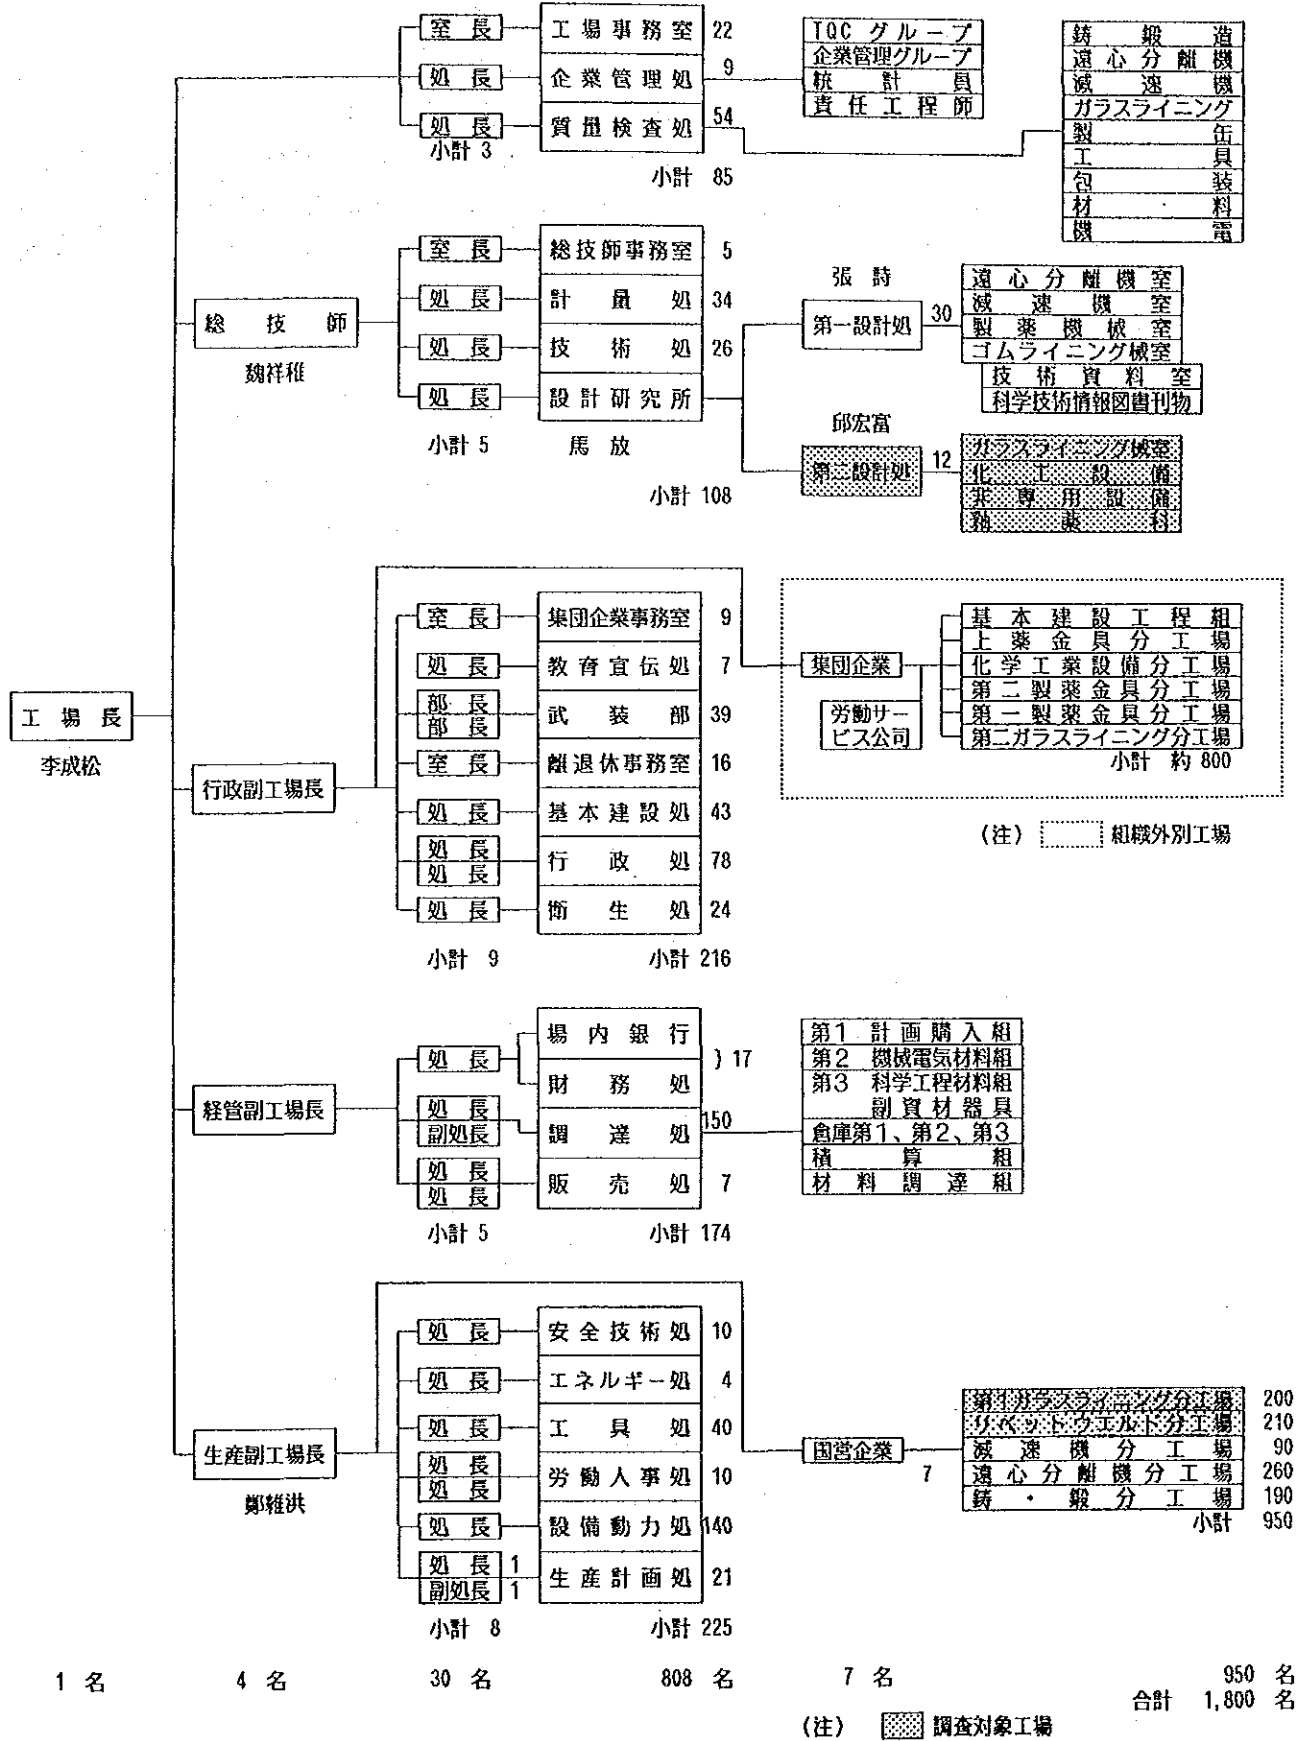 工場長
李成松
室長 工場事務室 22
処長 企業管理処 9
処長 質量検査処 54
小計 3
小計 85
TQC グループ
企業管理グループ
統計員
責任工程師
鋳鍛造
遠心分離機
減速機
ガラスライニング
製缶
工具
包装
材料
機電
総技師
室長 総技師事務室 5
処長 計量処 34
処長 技術処 26
処長 設計研究所
小計 5
馬放
小計 108
張詩
第一設計処 30
遠心分離機室
減速機室
製薬機械室
ゴムライニング械室
技術資料室
科学技術情報図書刊物
邱宏富
第二設計処 12
ガラスライニング械室
化工設備
非専用設備
釉薬科
行政副工場長
室長 集団企業事務室 9
処長 教育宣伝処 7
部長
部長
武装部 39
室長 離退休事務室 16
処長 基本建設処 43
処長
処長
行政処 78
処長 衛生処 24
小計 9
小計 216
集団企業
労働サー
ビス公司
基本建設工程組
上薬金具分工場
化学工業設備分工場
第二製薬金具分工場
第一製薬金具分工場
第二ガラスライニング分工場
小計 約800
(注) 組織外別工場
経管副工場長
処長 場内銀行
財務処
} 17
処長
副処長
調達処 150
処長
処長
販売処 7
小計 5
小計 174
第1 計画購入組
第2 機械電気材料組
第3 科学工程材料組
副資材器具
倉庫第1、第2、第3
積算組
材料調達組
生産副工場長
鄭維洪
処長 安全技術処 10
処長 エネルギー処 4
処長 工具処 40
処長
処長
労働人事処 10
処長 設備動力処 140
処長 1
副処長 1
生産計画処 21
小計 8
小計 225
国営企業 7
第1ガラスライニング分工場 200
リベットウエルト分工場 210
減速機分工場 90
遠心分離機分工場 260
鋳・鍛分工場 190
小計 950
1 名 4 名 30 名 808 名 7 名 950 名
合計 1,800 名
(注) 調査対象工場